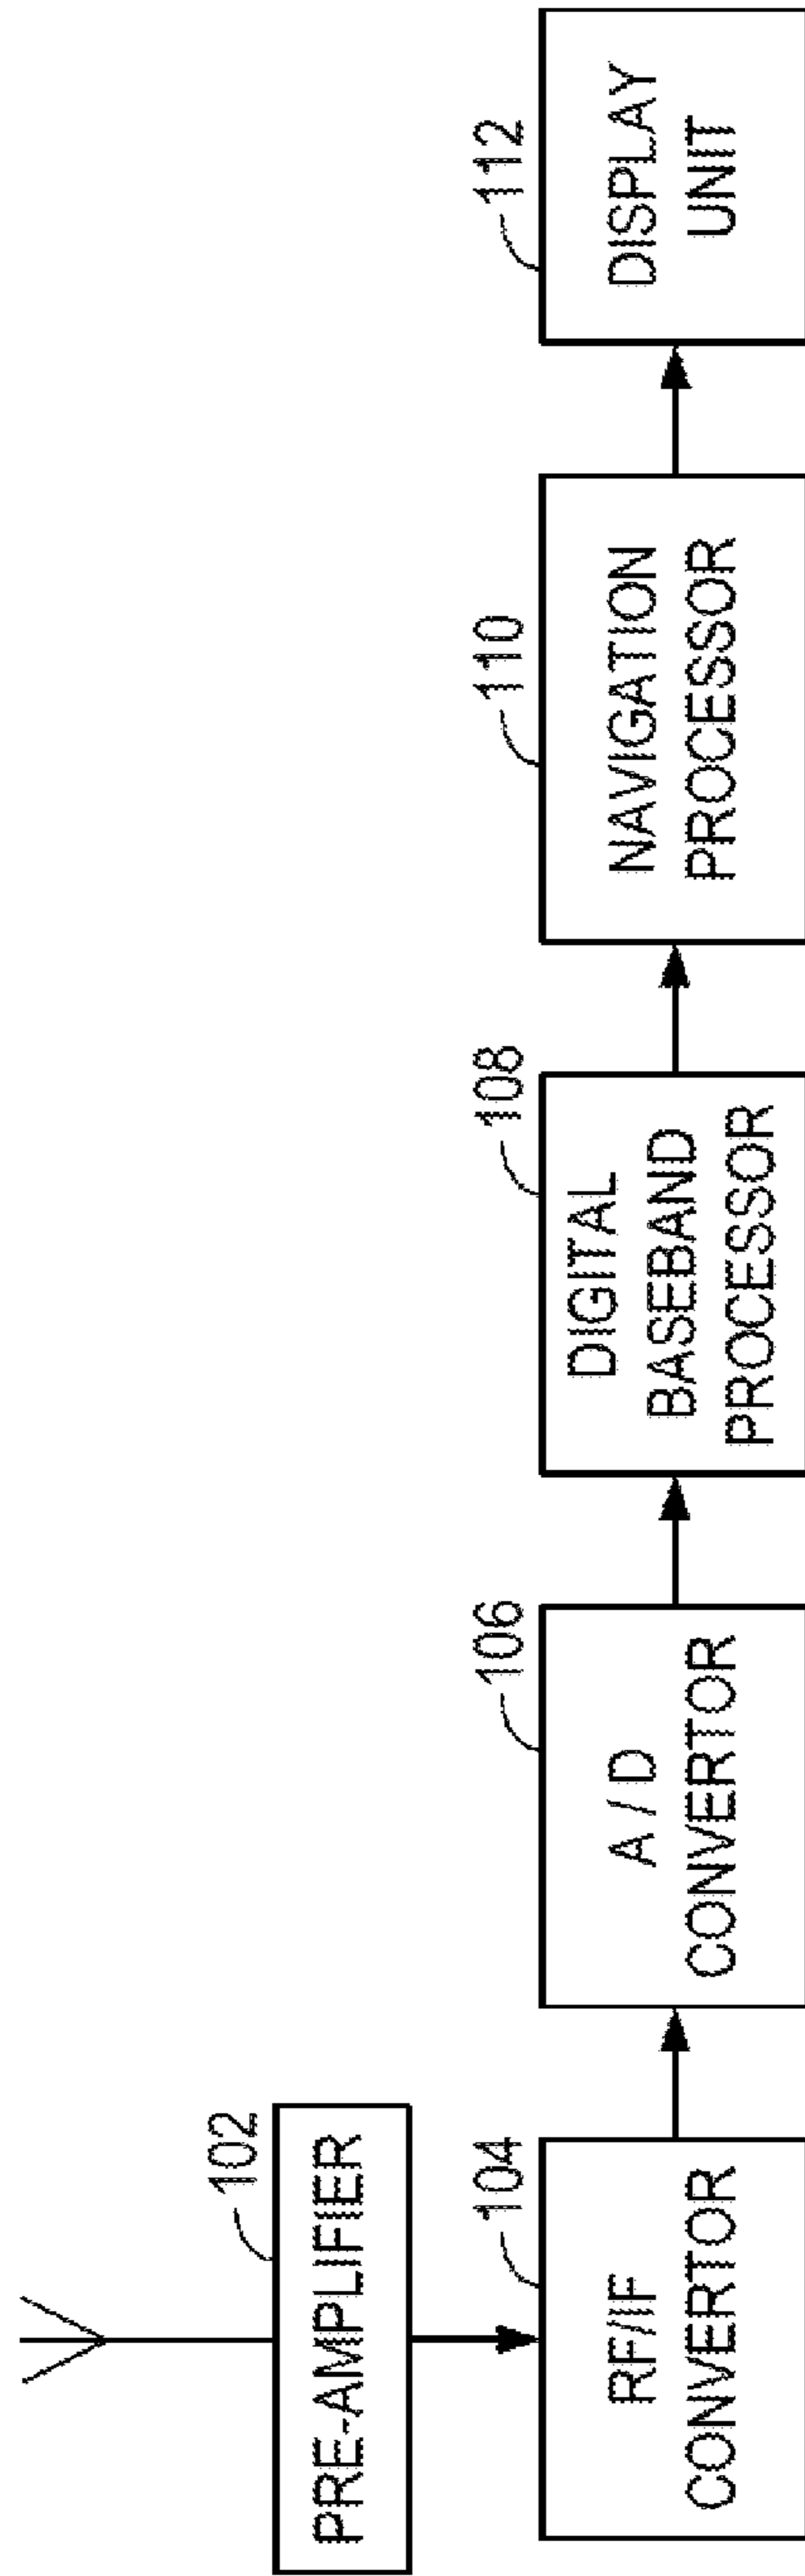 102
PRE-AMPLIFIER
104
RF/IF
CONVERTOR
106
A / D
CONVERTOR
108
DIGITAL
BASEBAND
PROCESSOR
110
NAVIGATION
PROCESSOR
112
DISPLAY
UNIT